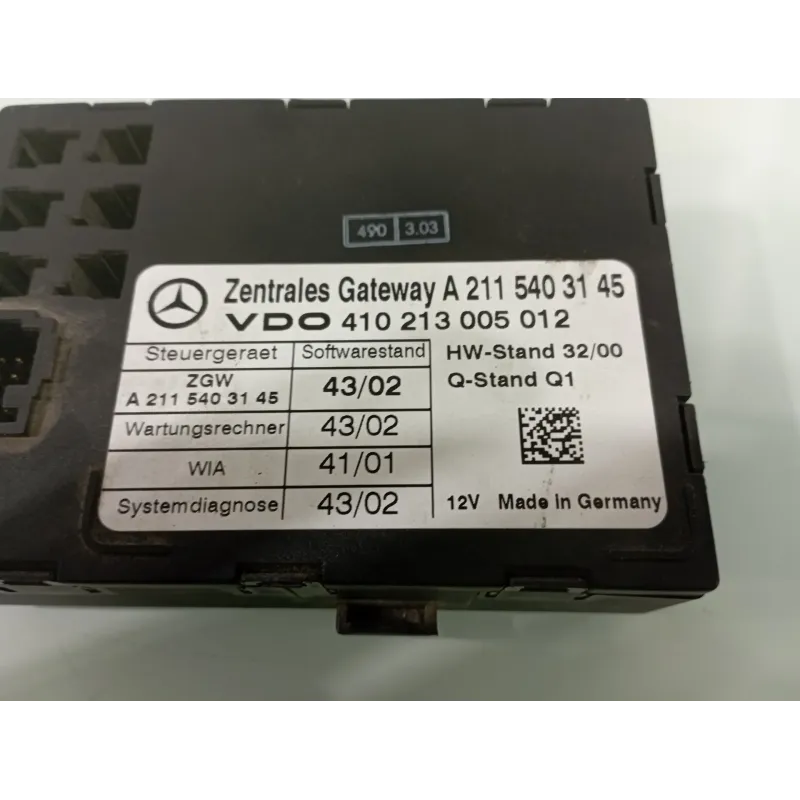 490 3.03
Zentrales Gateway A 211 540 31 45
VDO 410 213 005 012
Steuergeraet Softwarestand
HW-Stand 32/00
ZGW
A 211 540 31 45 43/02
Q-Stand Q1
Wartungsrechner 43/02
WIA 41/01
Systemdiagnose 43/02
12V Made in Germany